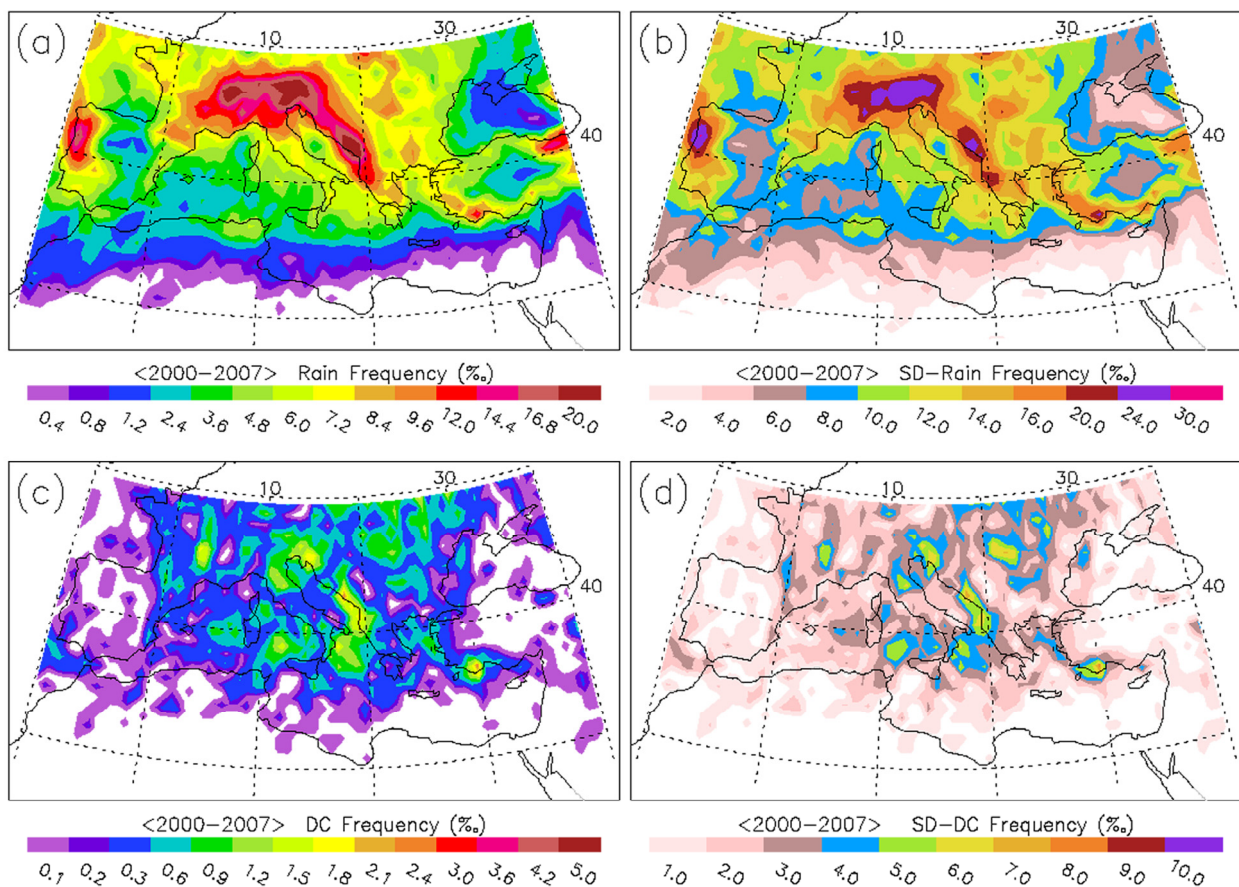 (a) 10 30 40
(b) 10 30 40
<2000-2007> Rain Frequency (‰)
0.4 0.8 1.2 2.4 3.6 4.8 6.0 7.2 8.4 9.6 12.0 14.4 16.8 20.0
<2000-2007> SD-Rain Frequency (‰)
2.0 4.0 6.0 8.0 10.0 12.0 14.0 16.0 20.0 24.0 30.0
(c) 10 30 40
(d) 10 30 40
<2000-2007> DC Frequency (‰)
0.1 0.2 0.3 0.6 0.9 1.2 1.5 1.8 2.1 2.4 3.0 3.6 4.2 5.0
<2000-2007> SD-DC Frequency (‰)
1.0 2.0 3.0 4.0 5.0 6.0 7.0 8.0 9.0 10.0